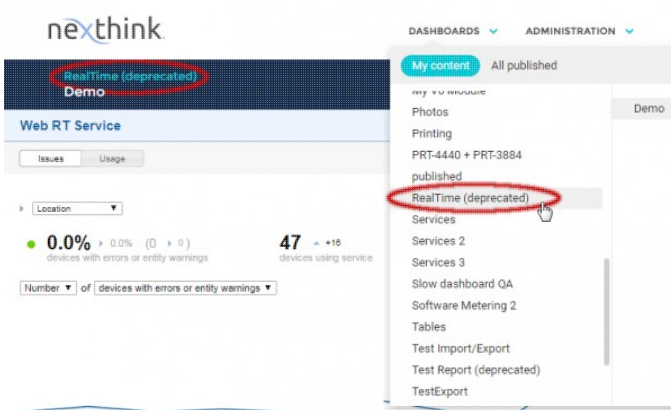 nexthink
DASHBOARDS ADMINISTRATION
My content All published
RealTime (deprecated)
Demo
Web RT Service
Issues Usage
Location
0.0% 0.0% (0 0)
devices with errors or entity warnings
47 +16
devices using service
Number of devices with errors or entity warnings
My V6 Module
Photos
Printing
PRT-4440 + PRT-3884
published
RealTime (deprecated)
Services
Services 2
Services 3
Slow dashboard QA
Software Metering 2
Tables
Test Import/Export
Test Report (deprecated)
TestExport
Demo